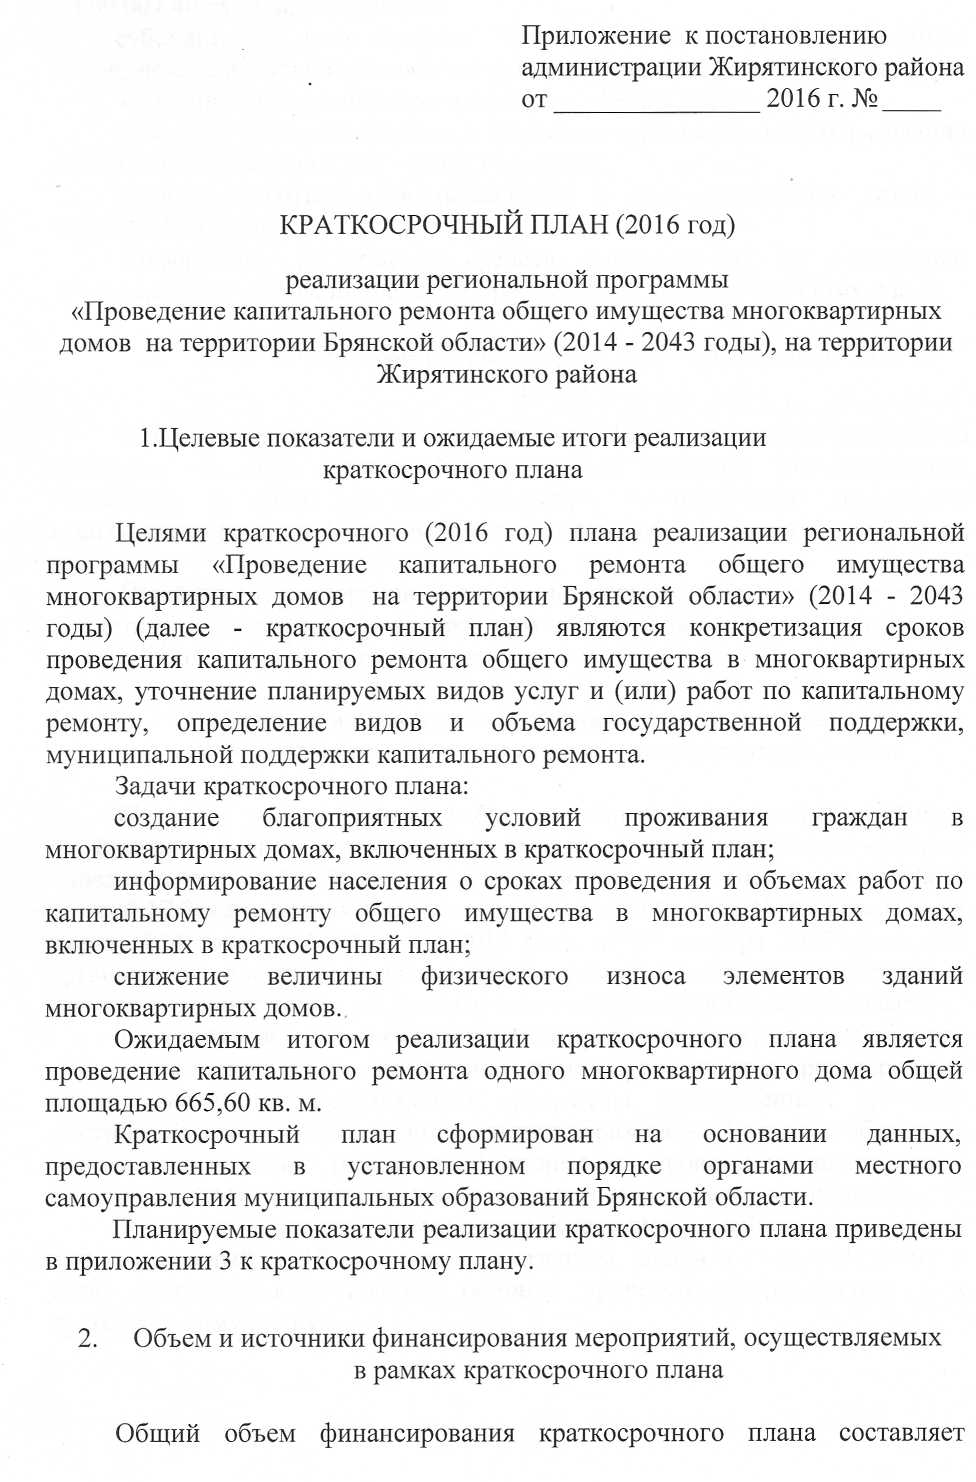 Приложение к постановлению
администрации Жирятинского района
от _______________ 2016 г. № ____
КРАТКОСРОЧНЫЙ ПЛАН (2016 год)
реализации региональной программы
«Проведение капитального ремонта общего имущества многоквартирных
домов на территории Брянской области» (2014 - 2043 годы), на территории
Жирятинского района
1.Целевые показатели и ожидаемые итоги реализации
краткосрочного плана
Целями краткосрочного (2016 год) плана реализации региональной
программы «Проведение капитального ремонта общего имущества
многоквартирных домов на территории Брянской области» (2014 - 2043
годы) (далее - краткосрочный план) являются конкретизация сроков
проведения капитального ремонта общего имущества в многоквартирных
домах, уточнение планируемых видов услуг и (или) работ по капитальному
ремонту, определение видов и объема государственной поддержки,
муниципальной поддержки капитального ремонта.
Задачи краткосрочного плана:
создание благоприятных условий проживания граждан в
многоквартирных домах, включенных в краткосрочный план;
информирование населения о сроках проведения и объемах работ по
капитальному ремонту общего имущества в многоквартирных домах,
включенных в краткосрочный план;
снижение величины физического износа элементов зданий
многоквартирных домов.
Ожидаемым итогом реализации краткосрочного плана является
проведение капитального ремонта одного многоквартирного дома общей
площадью 665,60 кв. м.
Краткосрочный план сформирован на основании данных,
предоставленных в установленном порядке органами местного
самоуправления муниципальных образований Брянской области.
Планируемые показатели реализации краткосрочного плана приведены
в приложении 3 к краткосрочному плану.
2. Объем и источники финансирования мероприятий, осуществляемых
в рамках краткосрочного плана
Общий объем финансирования краткосрочного плана составляет